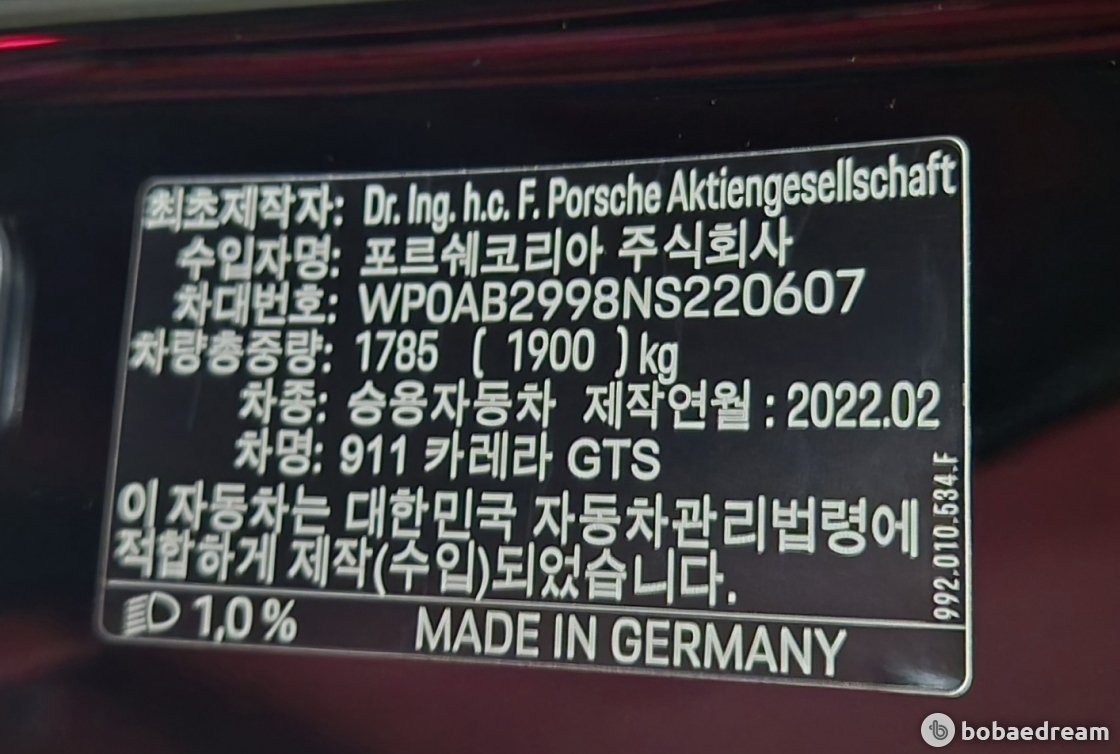 최초제작자: Dr. Ing. h.c. F. Porsche Aktiengesellschaft
수입자명: 포르쉐코리아 주식회사
차대번호: WP0AB2998NS220607
차량총중량: 1785 ( 1900 ) kg
차종: 승용자동차 제작연월 : 2022.02
차명: 911 카레라 GTS
이 자동차는 대한민국 자동차관리법령에
적합하게 제작(수입)되었습니다.
992.010.534.F
1,0 % MADE IN GERMANY
bobaedream